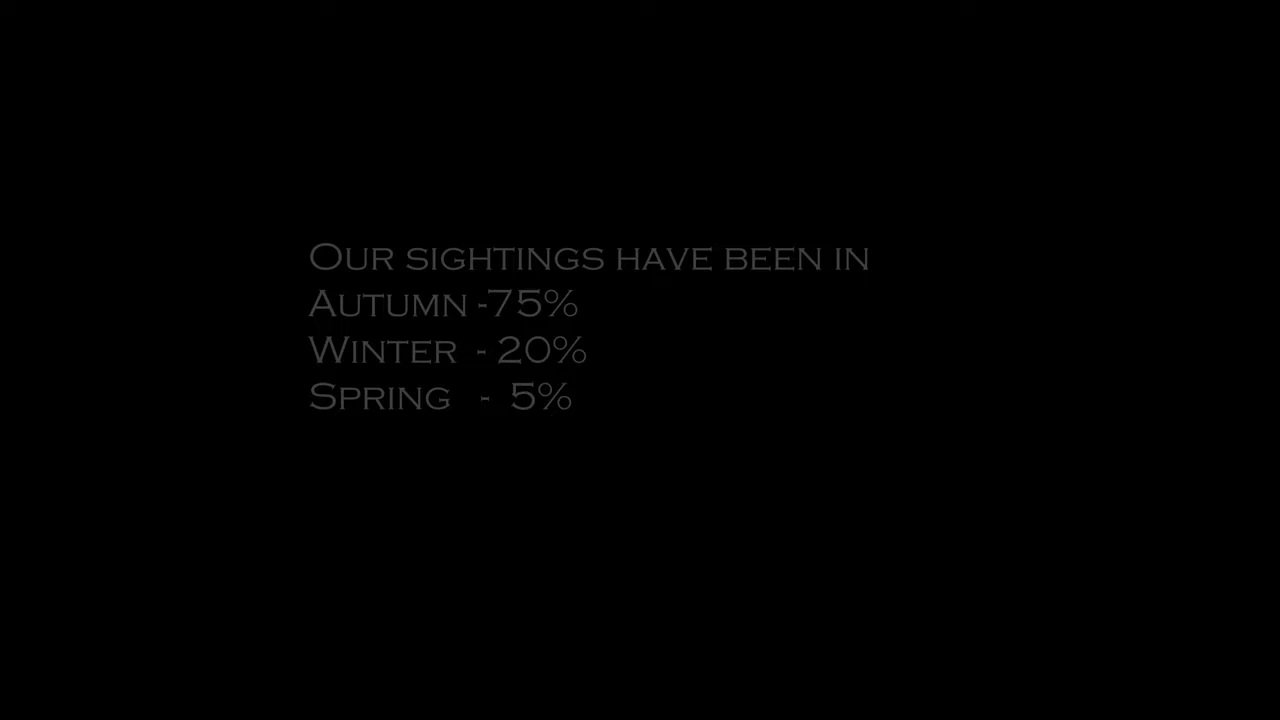 Our sightings have been in
Autumn -75%
Winter - 20%
Spring - 5%